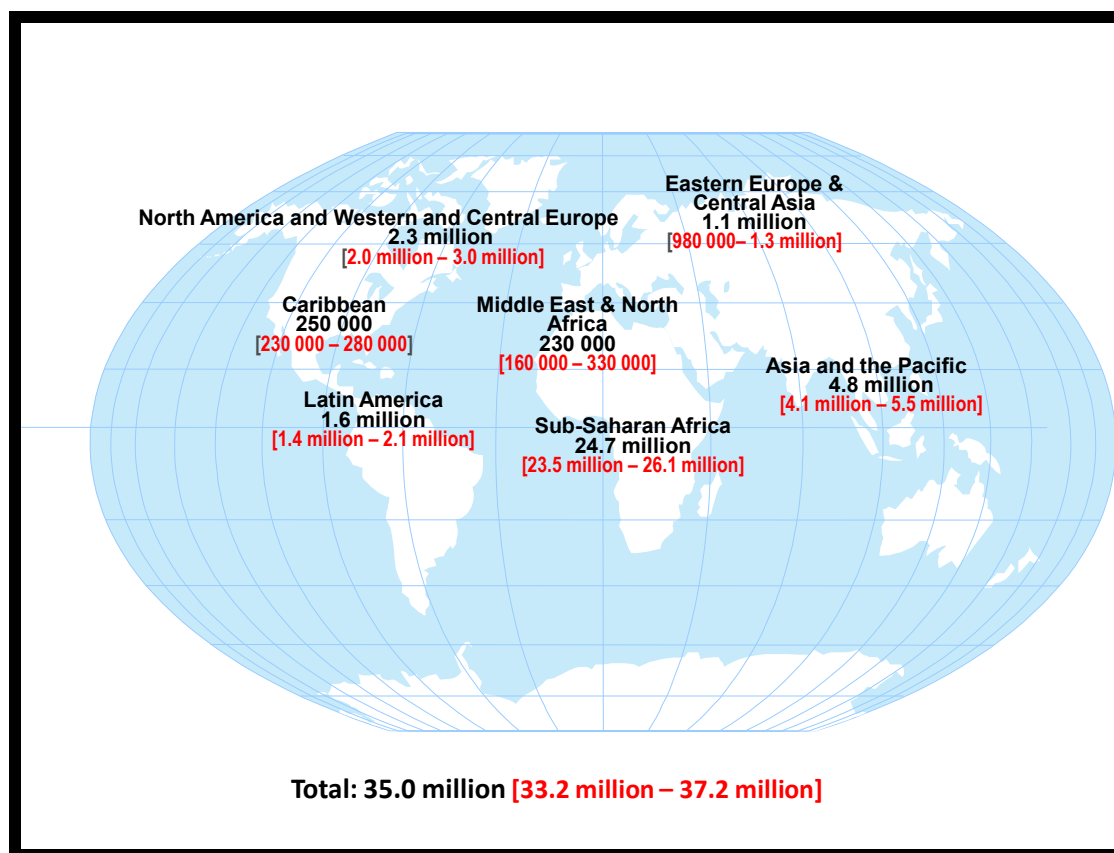 Eastern Europe &
Central Asia
1.1 million
[980 000– 1.3 million]
North America and Western and Central Europe
2.3 million
[2.0 million – 3.0 million]
Caribbean
250 000
[230 000 – 280 000]
Middle East & North
Africa
230 000
[160 000 – 330 000]
Asia and the Pacific
4.8 million
[4.1 million – 5.5 million]
Latin America
1.6 million
[1.4 million – 2.1 million]
Sub-Saharan Africa
24.7 million
[23.5 million – 26.1 million]
Total: 35.0 million [33.2 million – 37.2 million]